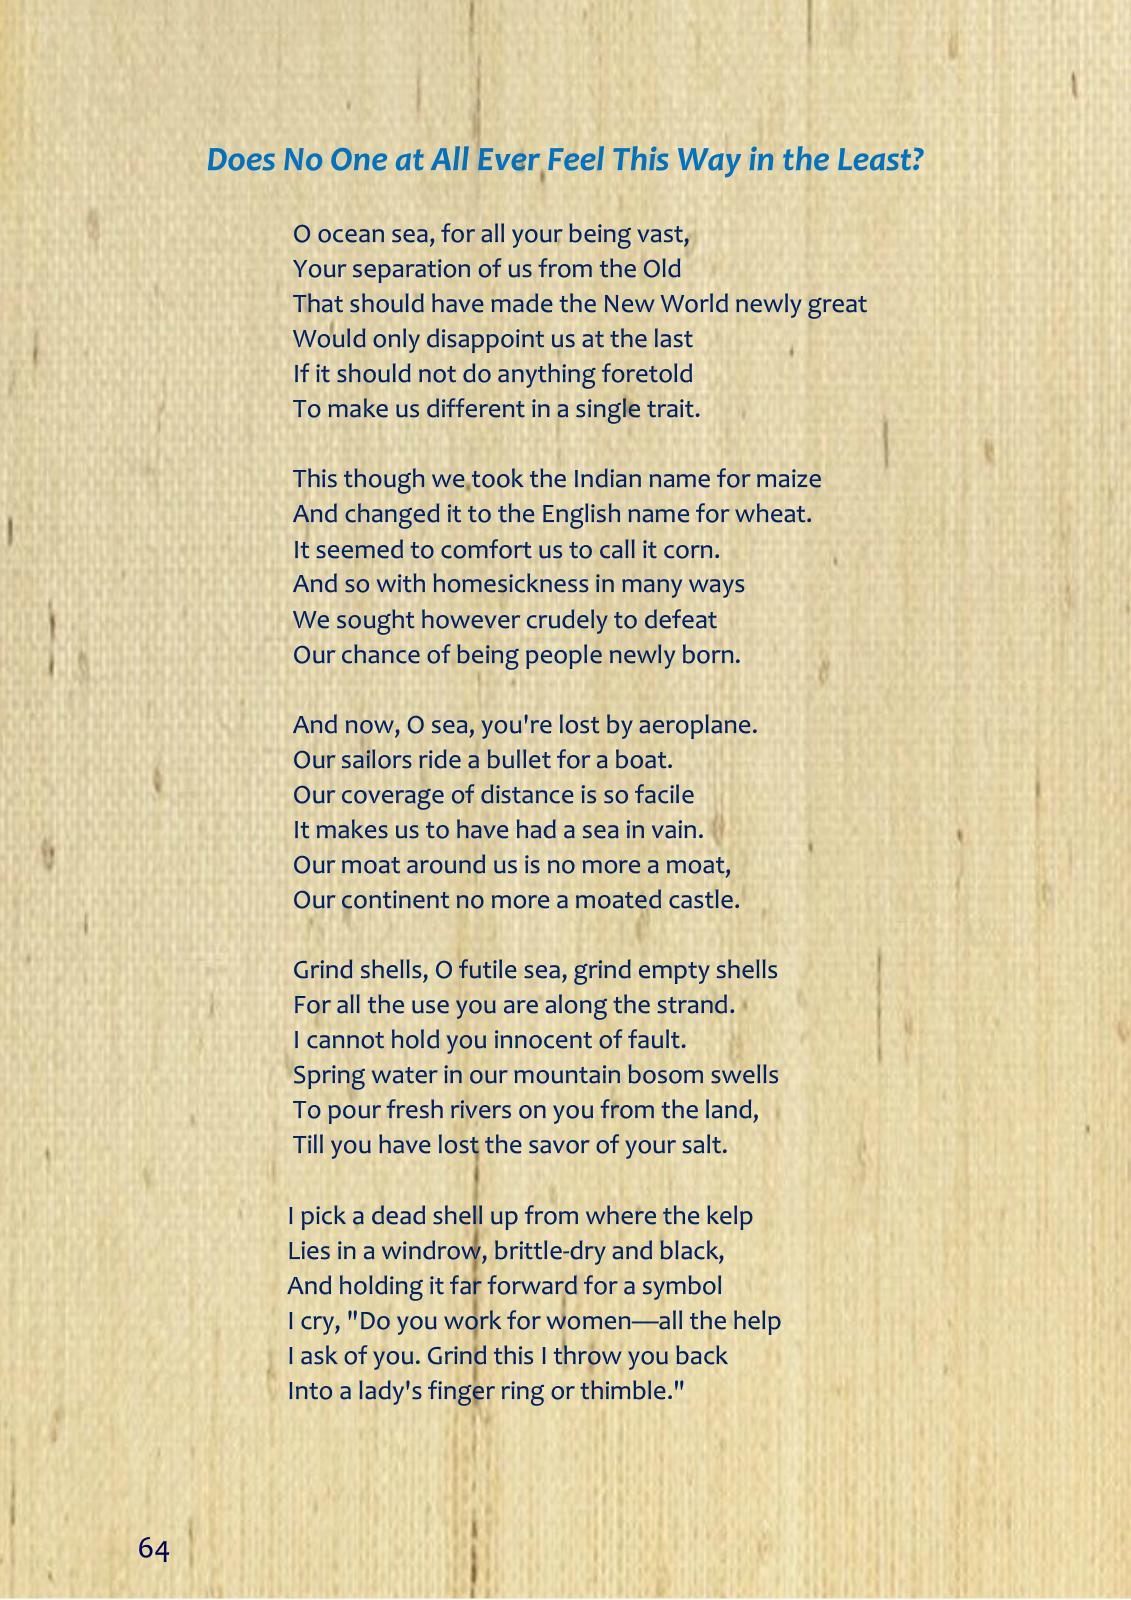 Does No One at All Ever Feel This Way in the Least?
O ocean sea, for all your being vast,
Your separation of us from the Old
That should have made the New World newly great
Would only disappoint us at the last
If it should not do anything foretold
To make us different in a single trait.
This though we took the Indian name for maize
And changed it to the English name for wheat.
It seemed to comfort us to call it corn.
And so with homesickness in many ways
We sought however crudely to defeat
Our chance of being people newly born.
And now, O sea, you're lost by aeroplane.
Our sailors ride a bullet for a boat.
Our coverage of distance is so facile
It makes us to have had a sea in vain.
Our moat around us is no more a moat,
Our continent no more a moated castle.
Grind shells, O futile sea, grind empty shells
For all the use you are along the strand.
I cannot hold you innocent of fault.
Spring water in our mountain bosom swells
To pour fresh rivers on you from the land,
Till you have lost the savor of your salt.
I pick a dead shell up from where the kelp
Lies in a windrow, brittle-dry and black,
And holding it far forward for a symbol
I cry, "Do you work for women—all the help
I ask of you. Grind this I throw you back
Into a lady's finger ring or thimble."
64